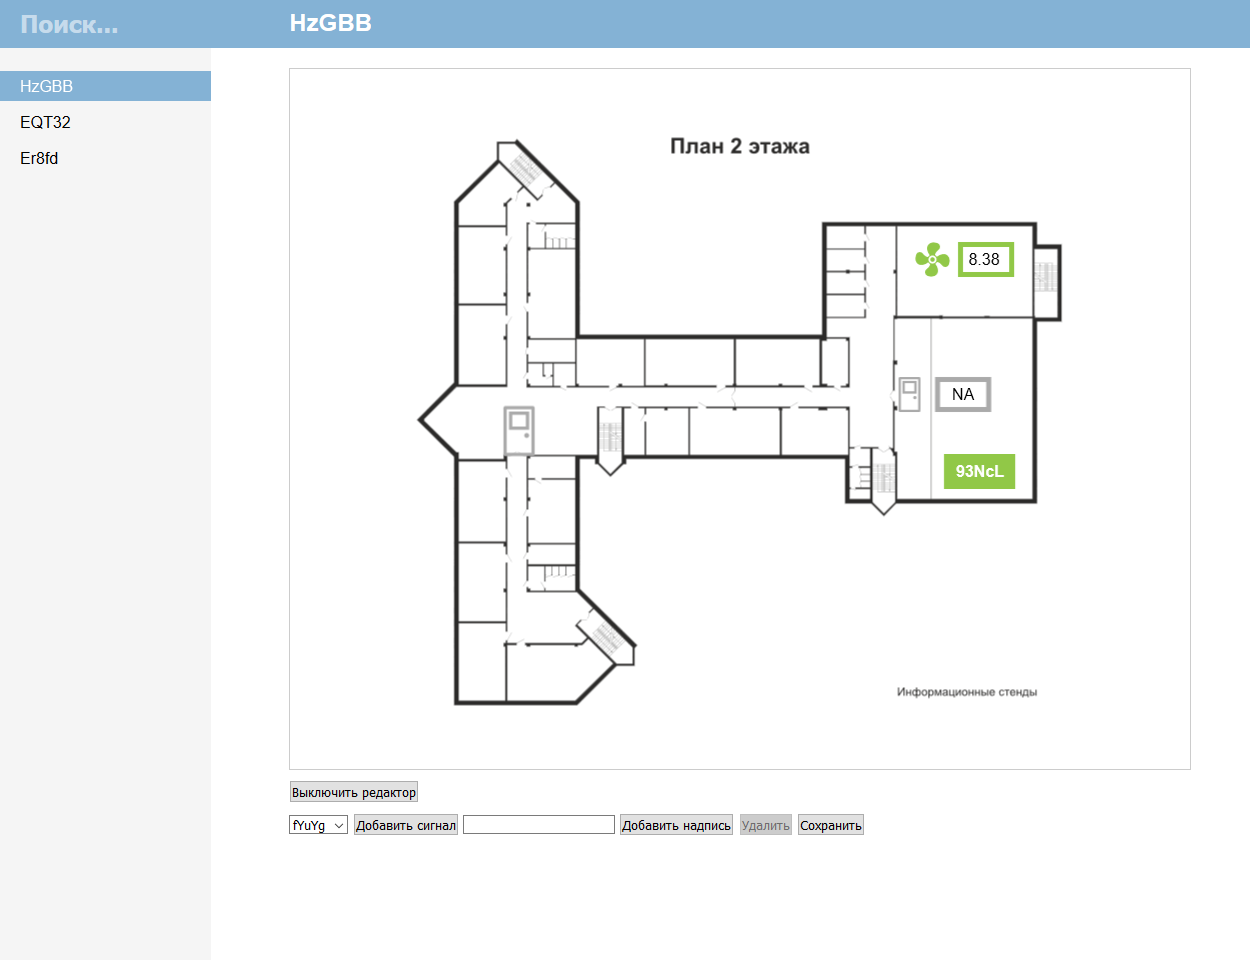 Поиск...
HzGBB
HzGBB
EQT32
Er8fd
План 2 этажа
8.38
NA
93NcL
Информационные стенды
Выключить редактор
fYuYg Добавить сигнал Добавить надпись Удалить Сохранить